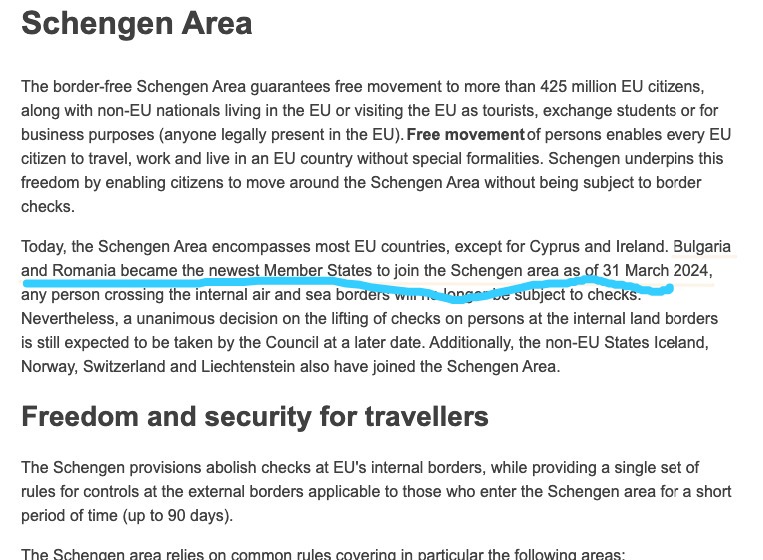 Schengen Area
The border-free Schengen Area guarantees free movement to more than 425 million EU citizens,
along with non-EU nationals living in the EU or visiting the EU as tourists, exchange students or for
business purposes (anyone legally present in the EU). Free movement of persons enables every EU
citizen to travel, work and live in an EU country without special formalities. Schengen underpins this
freedom by enabling citizens to move around the Schengen Area without being subject to border
checks.
Today, the Schengen Area encompasses most EU countries, except for Cyprus and Ireland. Bulgaria
and Romania became the newest Member States to join the Schengen area as of 31 March 2024,
any person crossing the internal air and sea borders will no longer be subject to checks.
Nevertheless, a unanimous decision on the lifting of checks on persons at the internal land borders
is still expected to be taken by the Council at a later date. Additionally, the non-EU States Iceland,
Norway, Switzerland and Liechtenstein also have joined the Schengen Area.
Freedom and security for travellers
The Schengen provisions abolish checks at EU's internal borders, while providing a single set of
rules for controls at the external borders applicable to those who enter the Schengen area for a short
period of time (up to 90 days).
The Schengen area relies on common rules covering in particular the following areas: